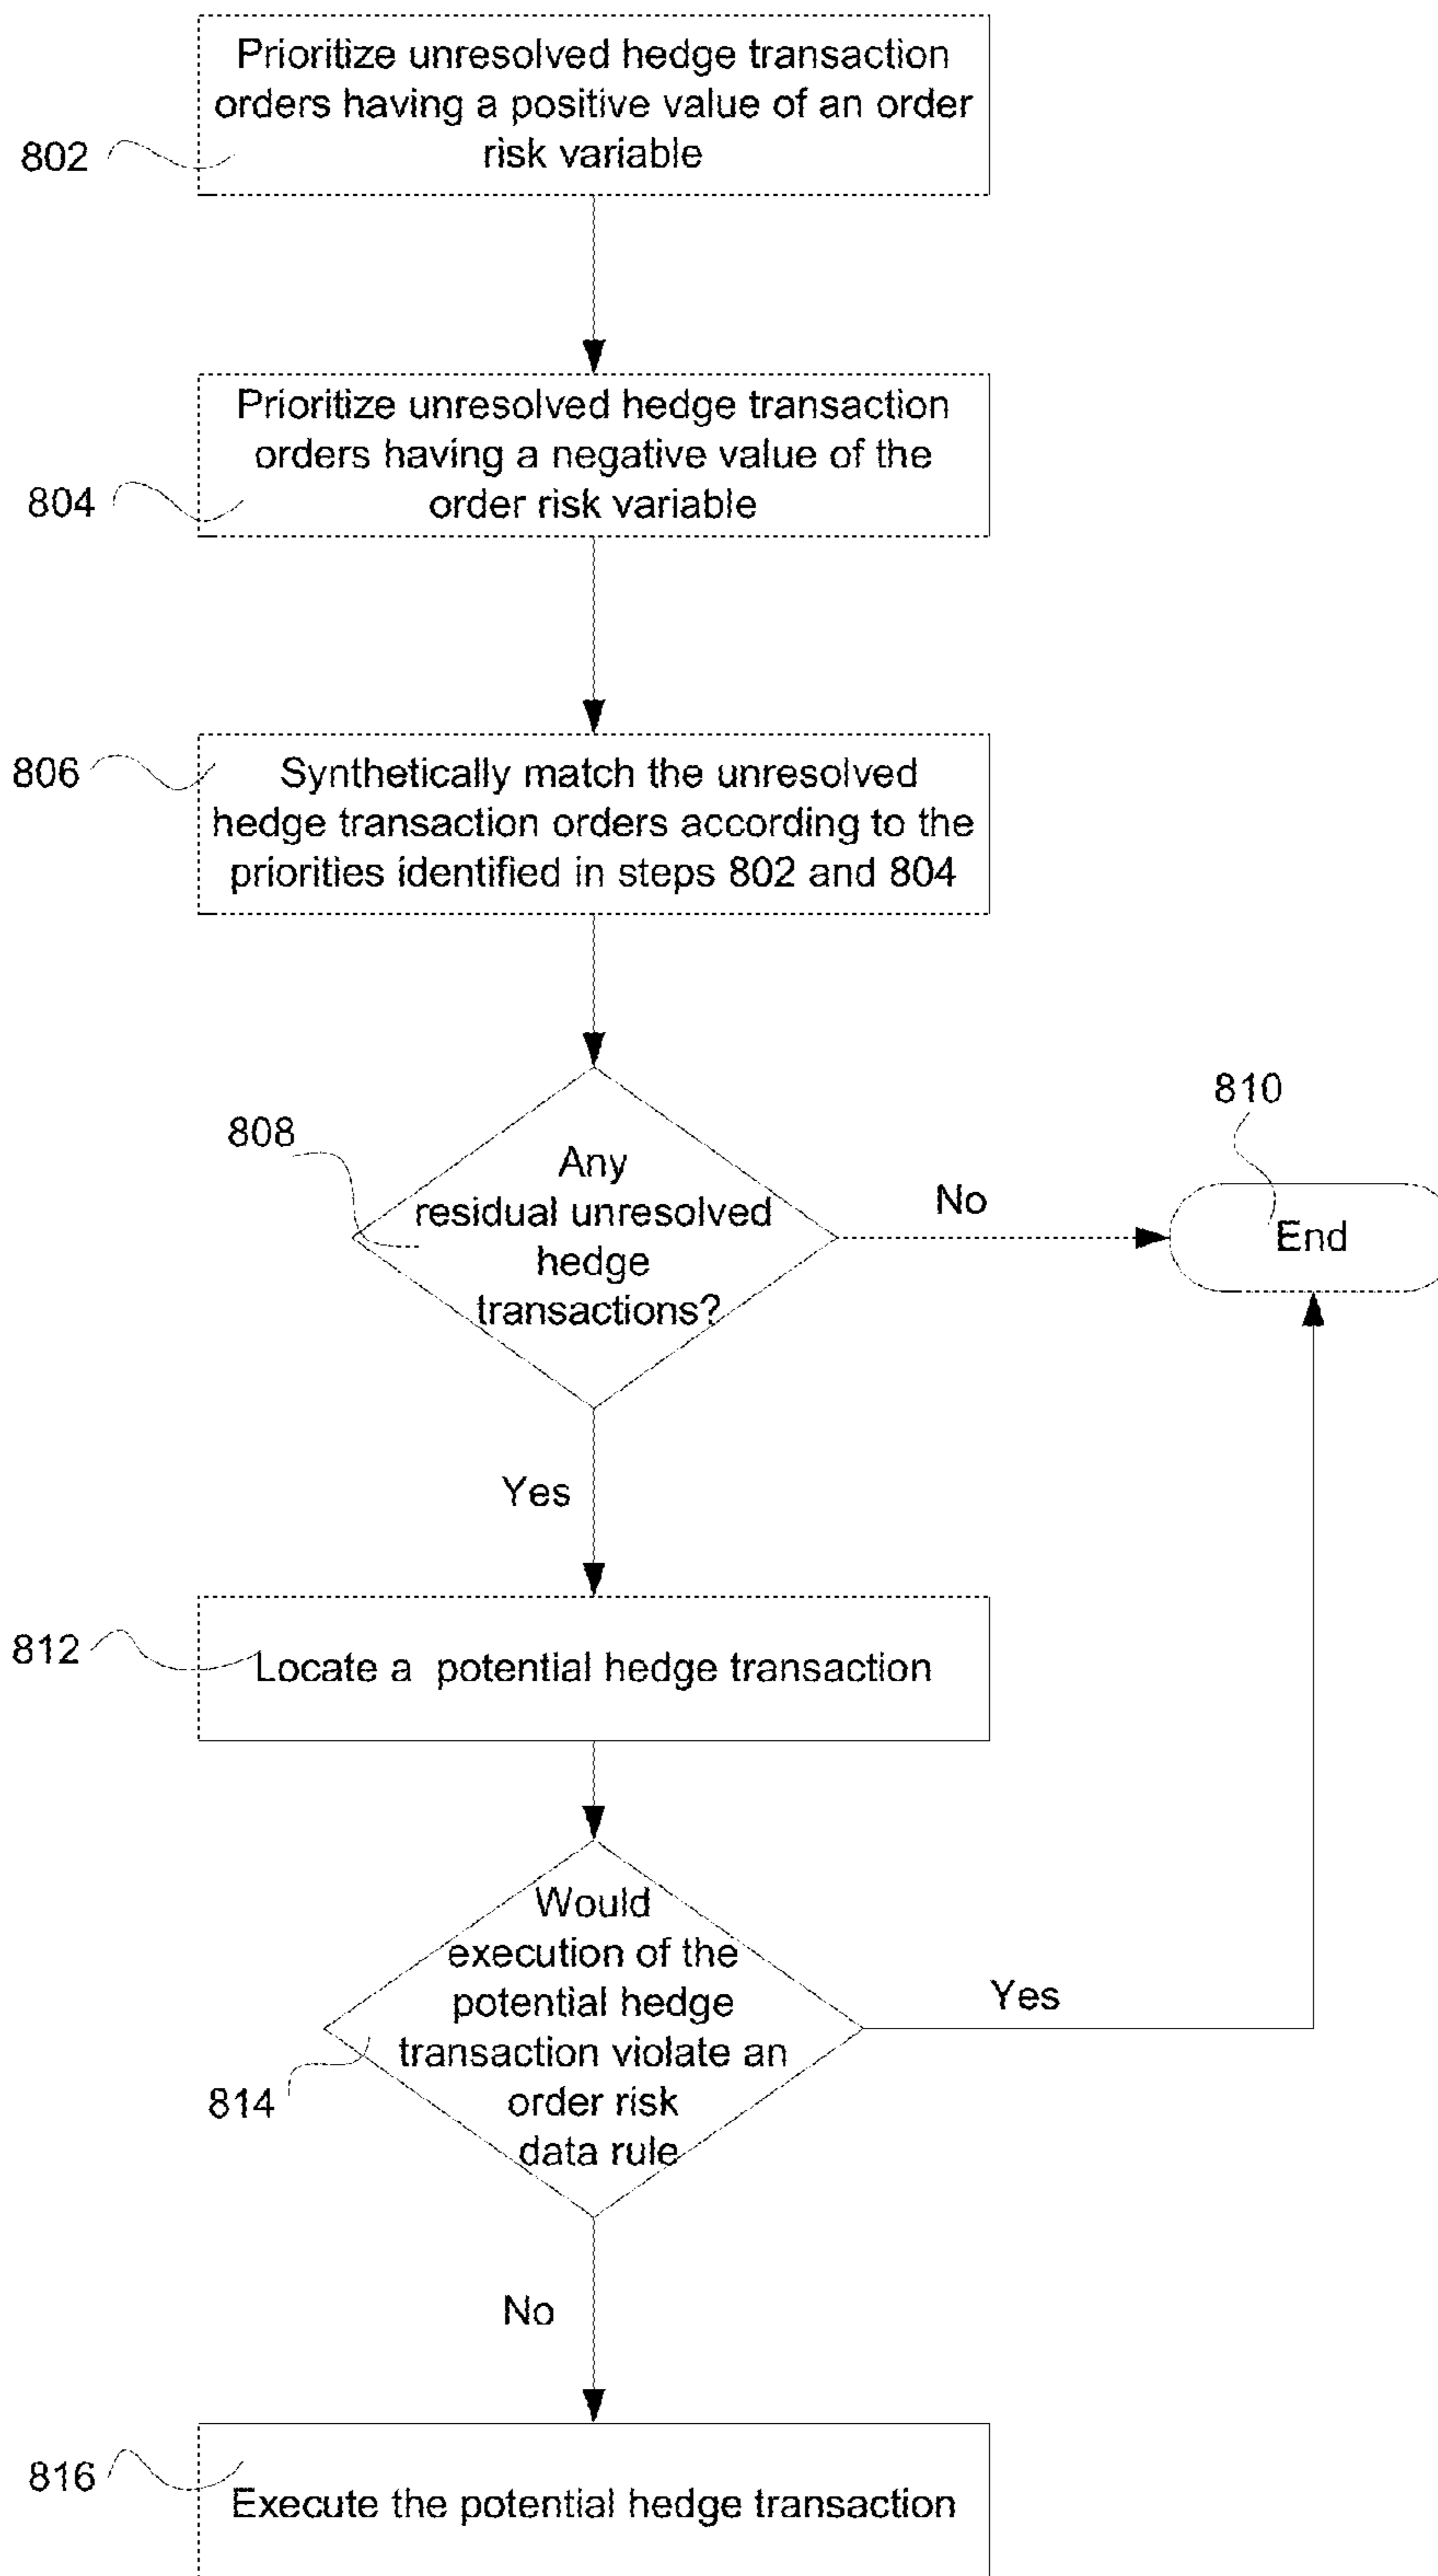 Prioritize unresolved hedge transaction
orders having a positive value of an order
risk variable
802
Prioritize unresolved hedge transaction
orders having a negative value of the
order risk variable
804
806
Synthetically match the unresolved
hedge transaction orders according to the
priorities identified in steps 802 and 804
808
Any
residual unresolved
hedge
transactions?
No
810
End
Yes
812
Locate a potential hedge transaction
Would
execution of the
potential hedge
transaction violate an
order risk
data rule
814
Yes
No
816
Execute the potential hedge transaction